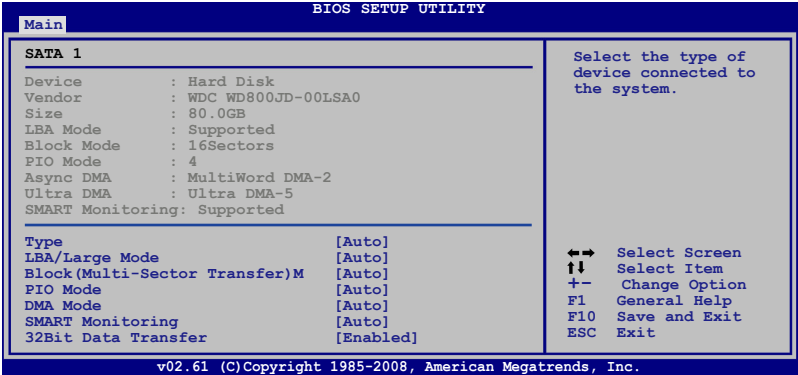 BIOS SETUP UTILITY
Main
SATA 1
Device : Hard Disk
Vendor : WDC WD800JD-00LSA0
Size : 80.0GB
LBA Mode : Supported
Block Mode : 16Sectors
PIO Mode : 4
Async DMA : MultiWord DMA-2
Ultra DMA : Ultra DMA-5
SMART Monitoring: Supported
Type [Auto]
LBA/Large Mode [Auto]
Block(Multi-Sector Transfer)M [Auto]
PIO Mode [Auto]
DMA Mode [Auto]
SMART Monitoring [Auto]
32Bit Data Transfer [Enabled]
Select the type of
device connected to
the system.
←→ Select Screen
↑↓ Select Item
+- Change Option
F1 General Help
F10 Save and Exit
ESC Exit
v02.61 (C)Copyright 1985-2008, American Megatrends, Inc.